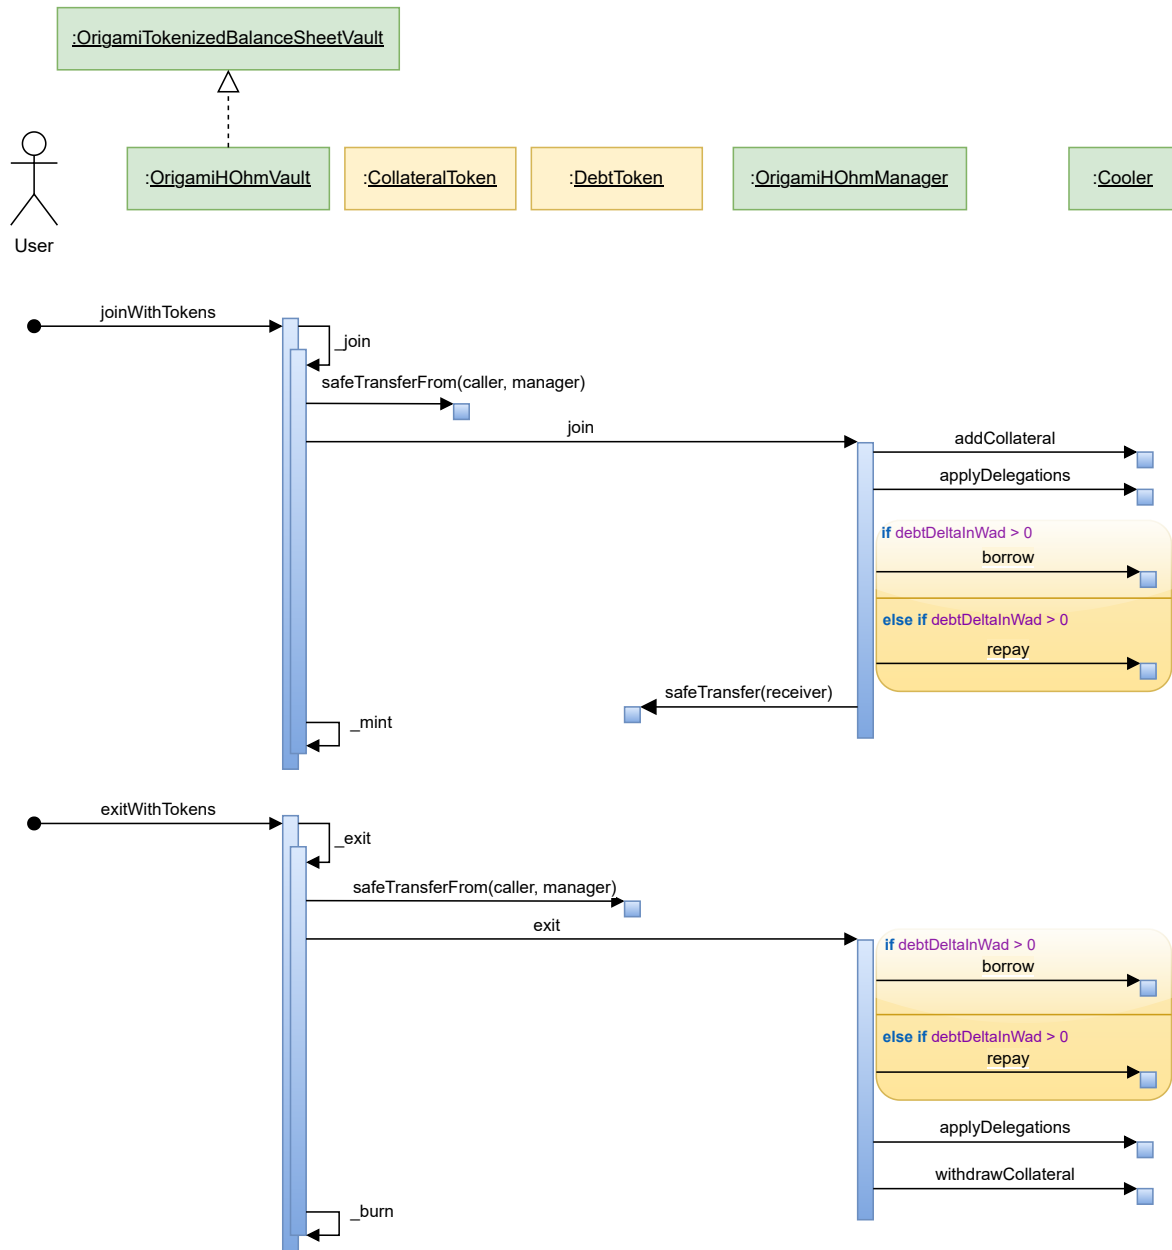 :OrigamiTokenizedBalanceSheetVault
:OrigamiHOhmVault
:CollateralToken
:DebtToken
:OrigamiHOhmManager
:Cooler
User
joinWithTokens
_join
safeTransferFrom(caller, manager)
join
addCollateral
applyDelegations
if debtDeltaInWad > 0
borrow
else if debtDeltaInWad > 0
repay
safeTransfer(receiver)
_mint
exitWithTokens
_exit
safeTransferFrom(caller, manager)
exit
if debtDeltaInWad > 0
borrow
else if debtDeltaInWad > 0
repay
applyDelegations
withdrawCollateral
_burn